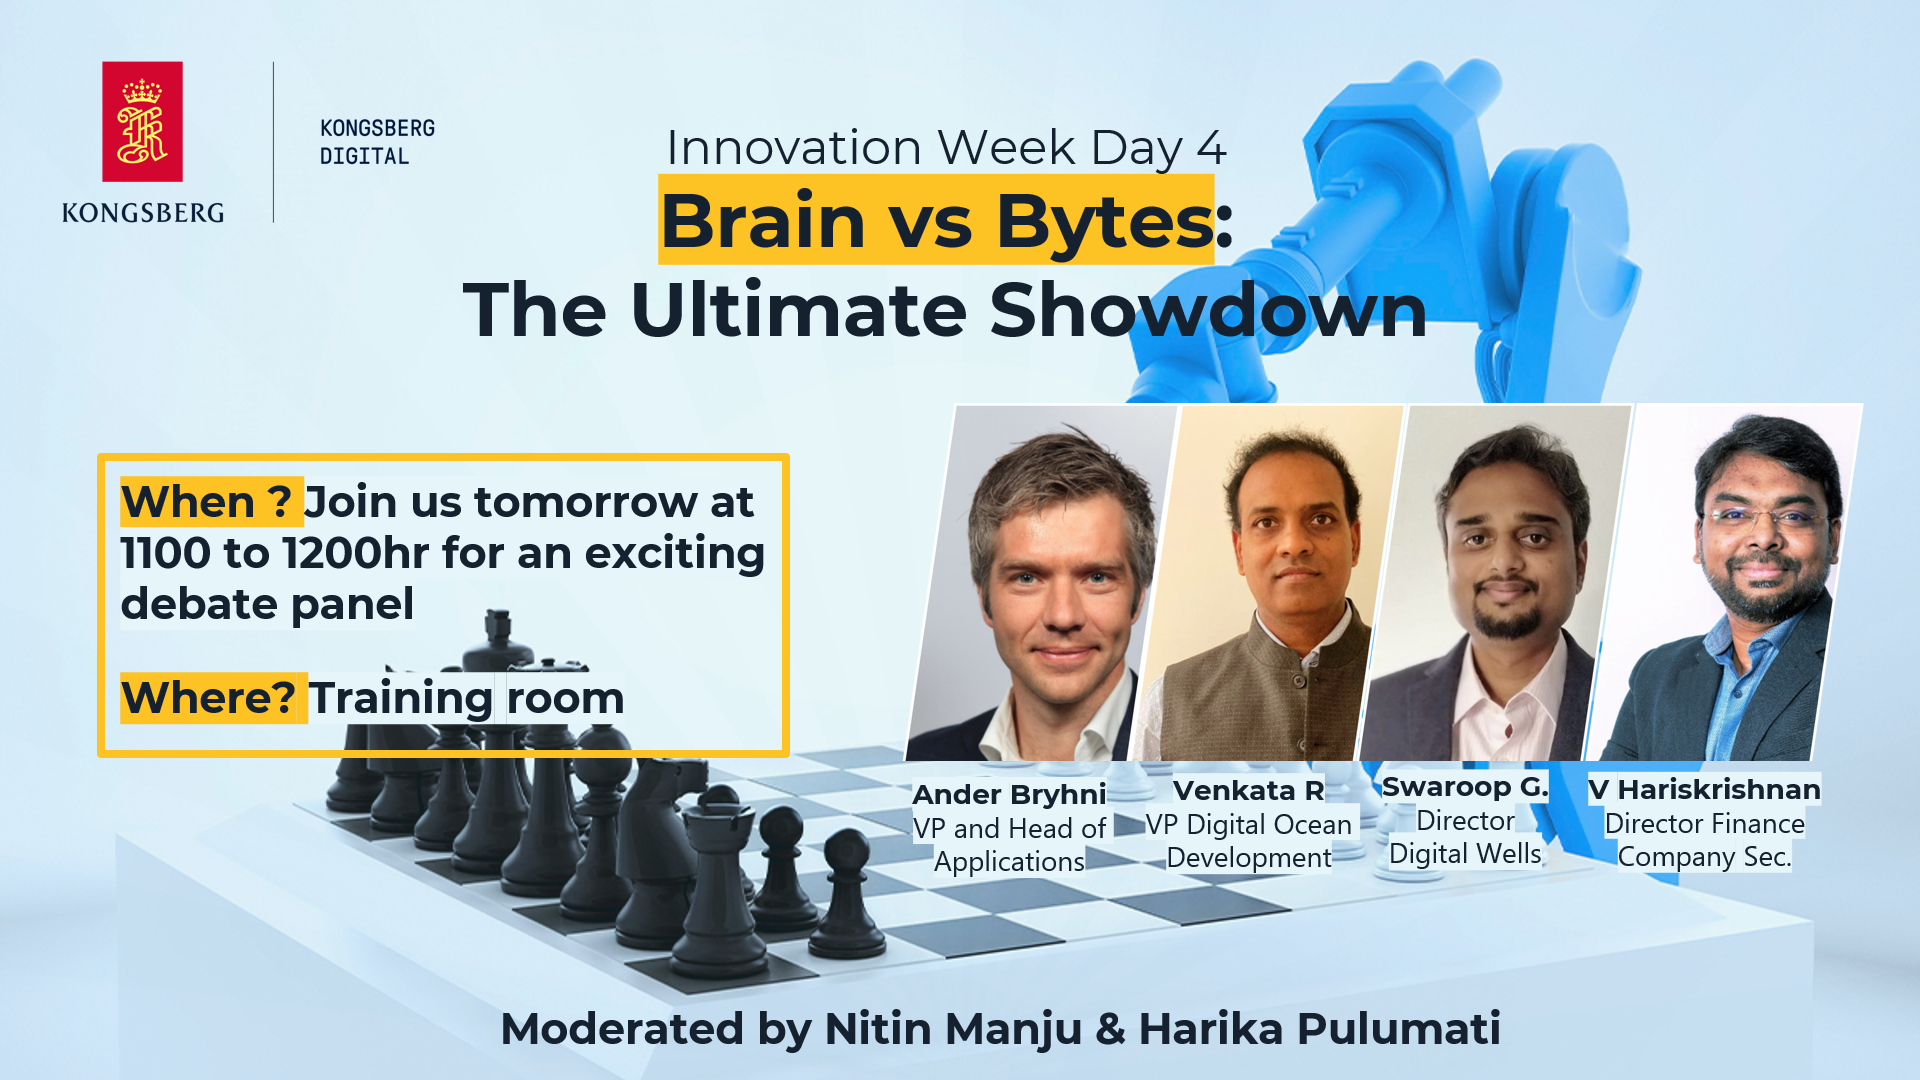 KONGSBERG
KONGSBERG
DIGITAL
Innovation Week Day 4
Brain vs Bytes:
The Ultimate Showdown
When ? Join us tomorrow at
1100 to 1200hr for an exciting
debate panel
Where? Training room
Ander Bryhni
VP and Head of
Applications
Venkata R
VP Digital Ocean
Development
Swaroop G.
Director
Digital Wells
V Hariskrishnan
Director Finance
Company Sec.
Moderated by Nitin Manju & Harika Pulumati